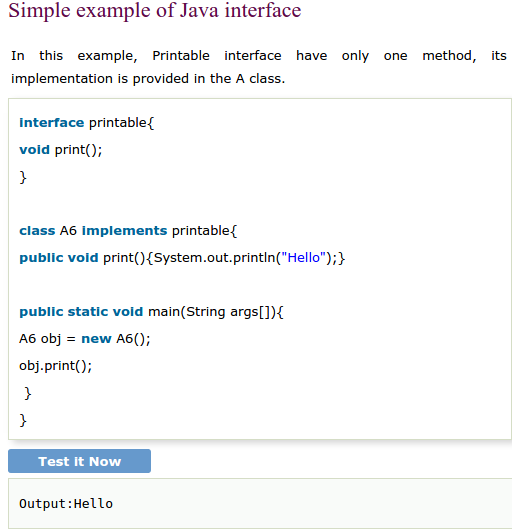 Simple example of Java interface
In this example, Printable interface have only one method, its
implementation is provided in the A class.
interface printable{
void print();
}
class A6 implements printable{
public void print(){System.out.println("Hello");}
public static void main(String args[]){
A6 obj = new A6();
obj.print();
}
}
Test it Now
Output:Hello